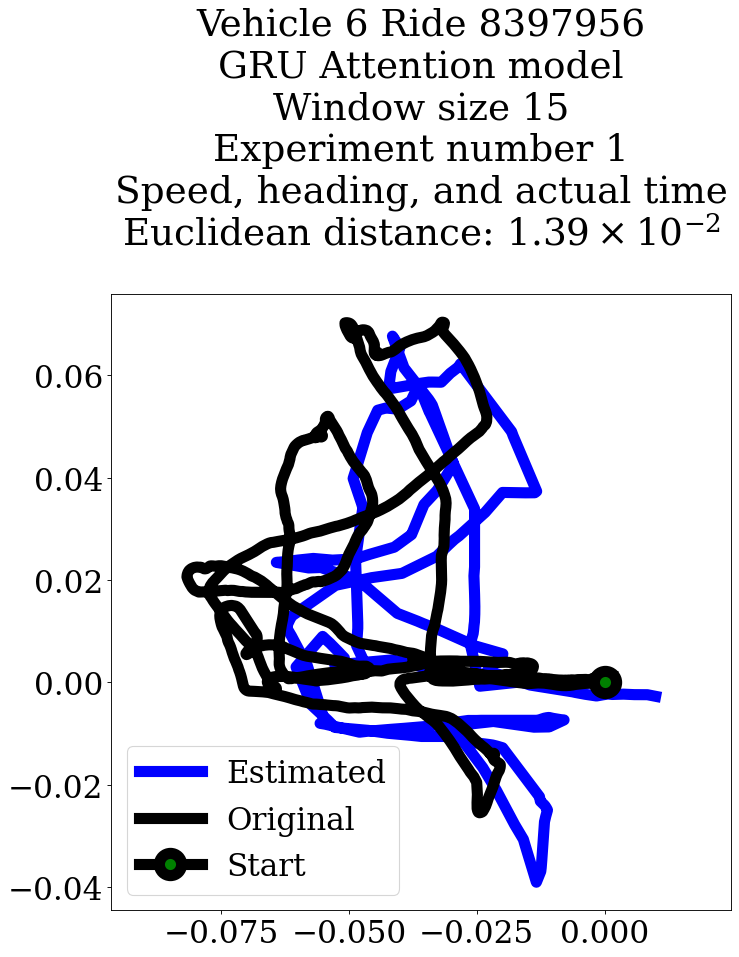 Vehicle 6 Ride 8397956
GRU Attention model
Window size 15
Experiment number 1
Speed, heading, and actual time
Euclidean distance: 1.39 × 10⁻²
0.06
0.04
0.02
0.00
−0.02
−0.04
Estimated
Original
Start
−0.075 −0.050 −0.025 0.000